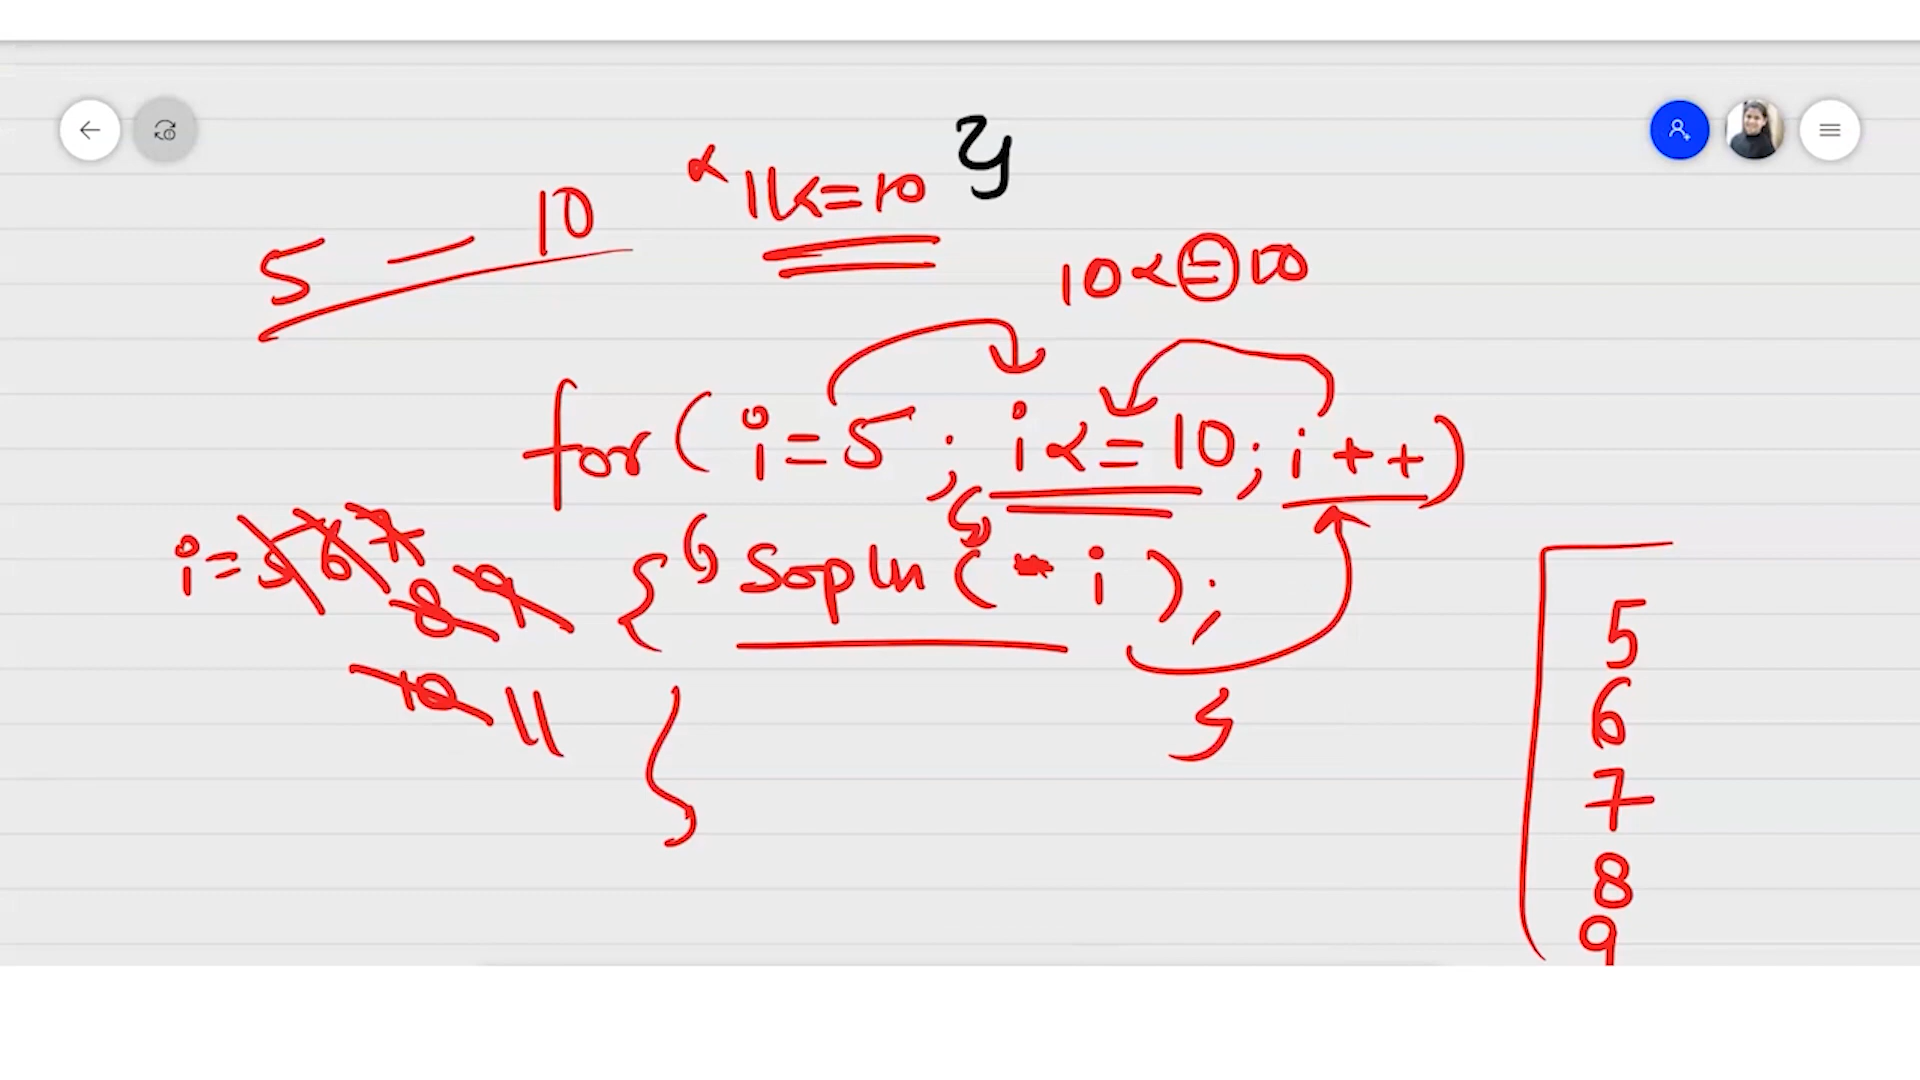 5 - 10
11<=10
10<=10
for( i=5 ; i<=10; i++)
{ Sopln( i );
}
i=5 6 7
8 9
10 11
5
6
7
8
9